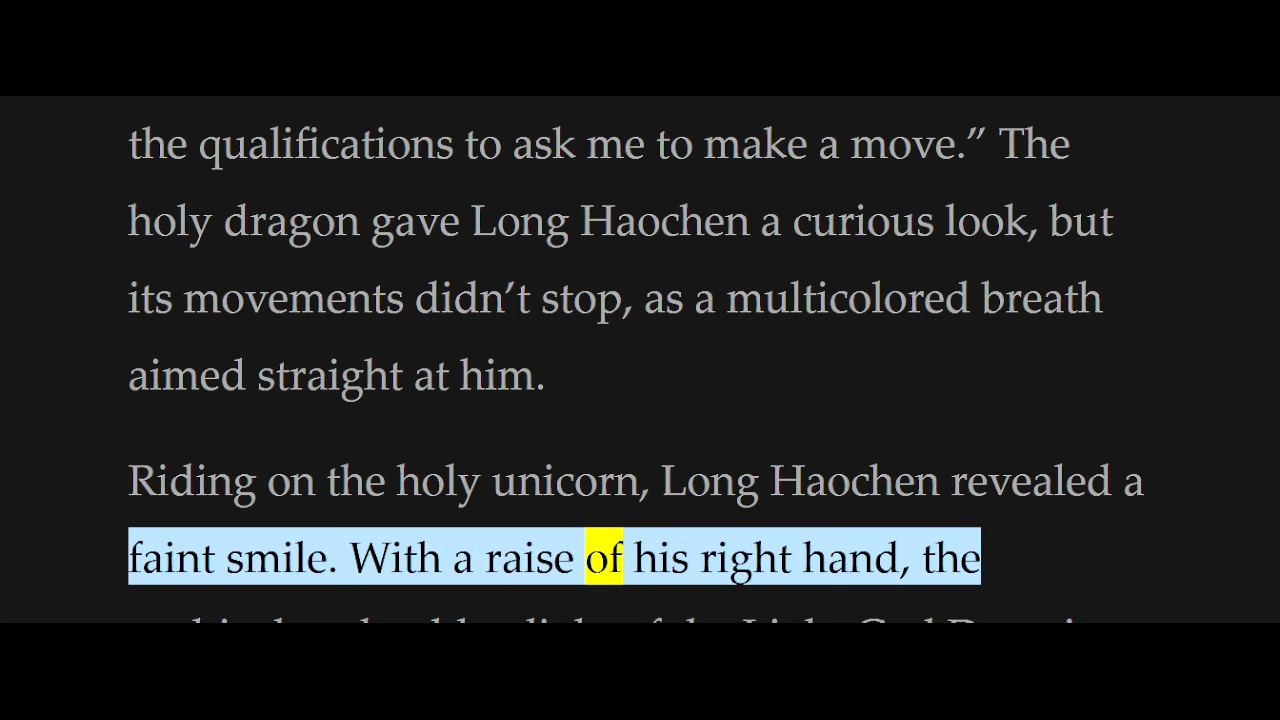 the qualifications to ask me to make a move.” The
holy dragon gave Long Haochen a curious look, but
its movements didn’t stop, as a multicolored breath
aimed straight at him.
Riding on the holy unicorn, Long Haochen revealed a
faint smile. With a raise of his right hand, the